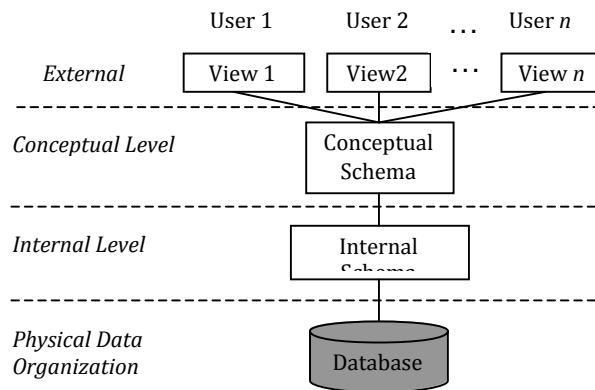 User 1 User 2 ... User n
External View 1 View2 ... View n
Conceptual Level
Conceptual
Schema
Internal Level
Internal
Schema
Physical Data
Organization
Database